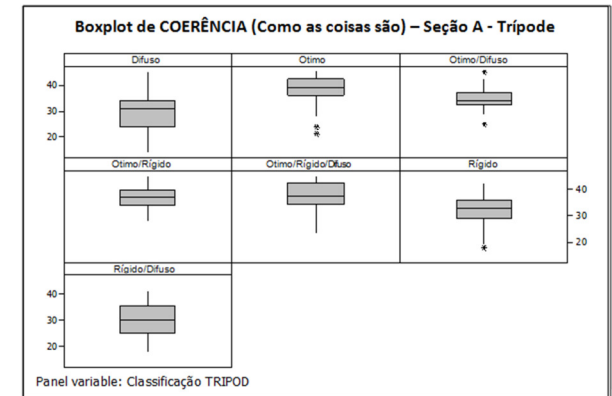 Boxplot de COERÊNCIA (Como as coisas são) – Seção A - Trípode
Difuso Otimo Otimo/Difuso
40
30
20
Otimo/Rígido Otimo/Rígido/Difuso Rígido
40
30
20
Rígido/Difuso
40
30
20
Panel variable: Classificação TRIPOD